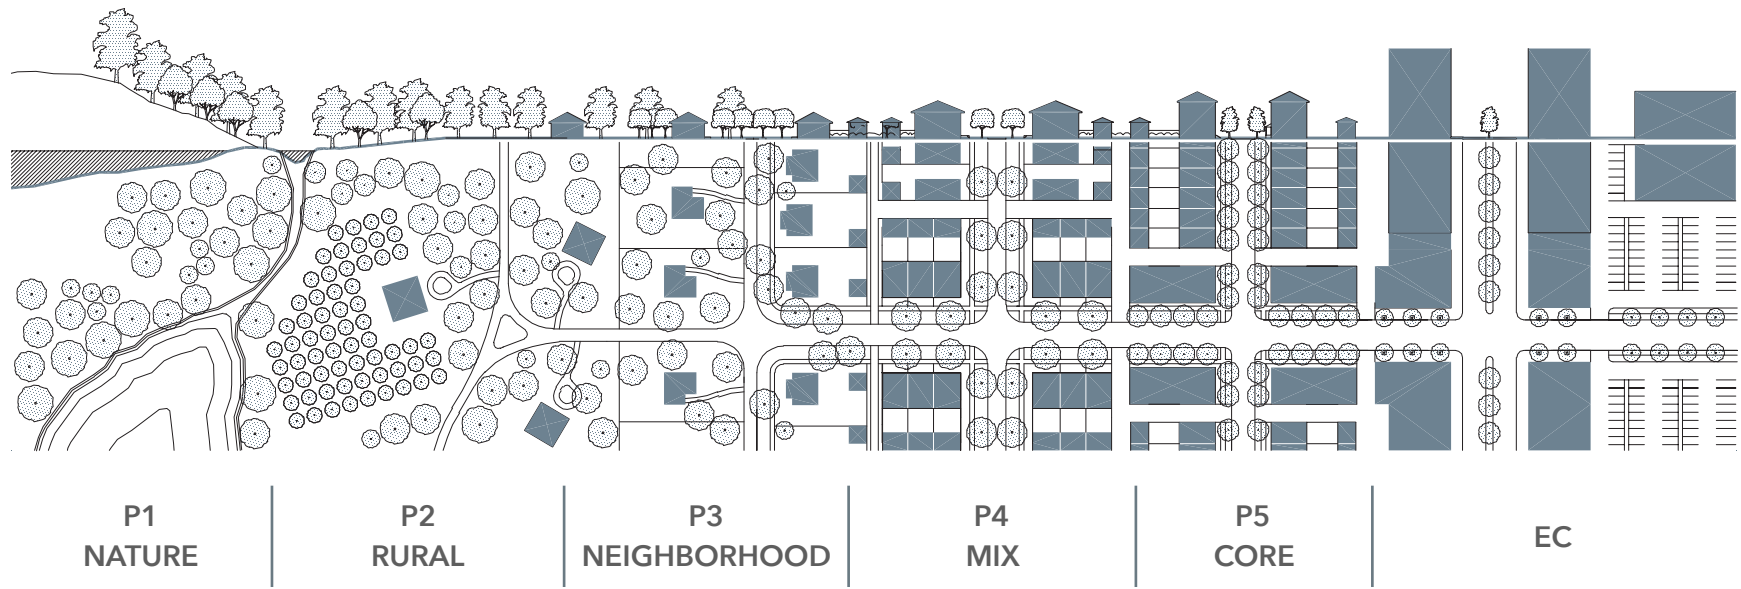 P1
NATURE
P2
RURAL
P3
NEIGHBORHOOD
P4
MIX
P5
CORE
EC